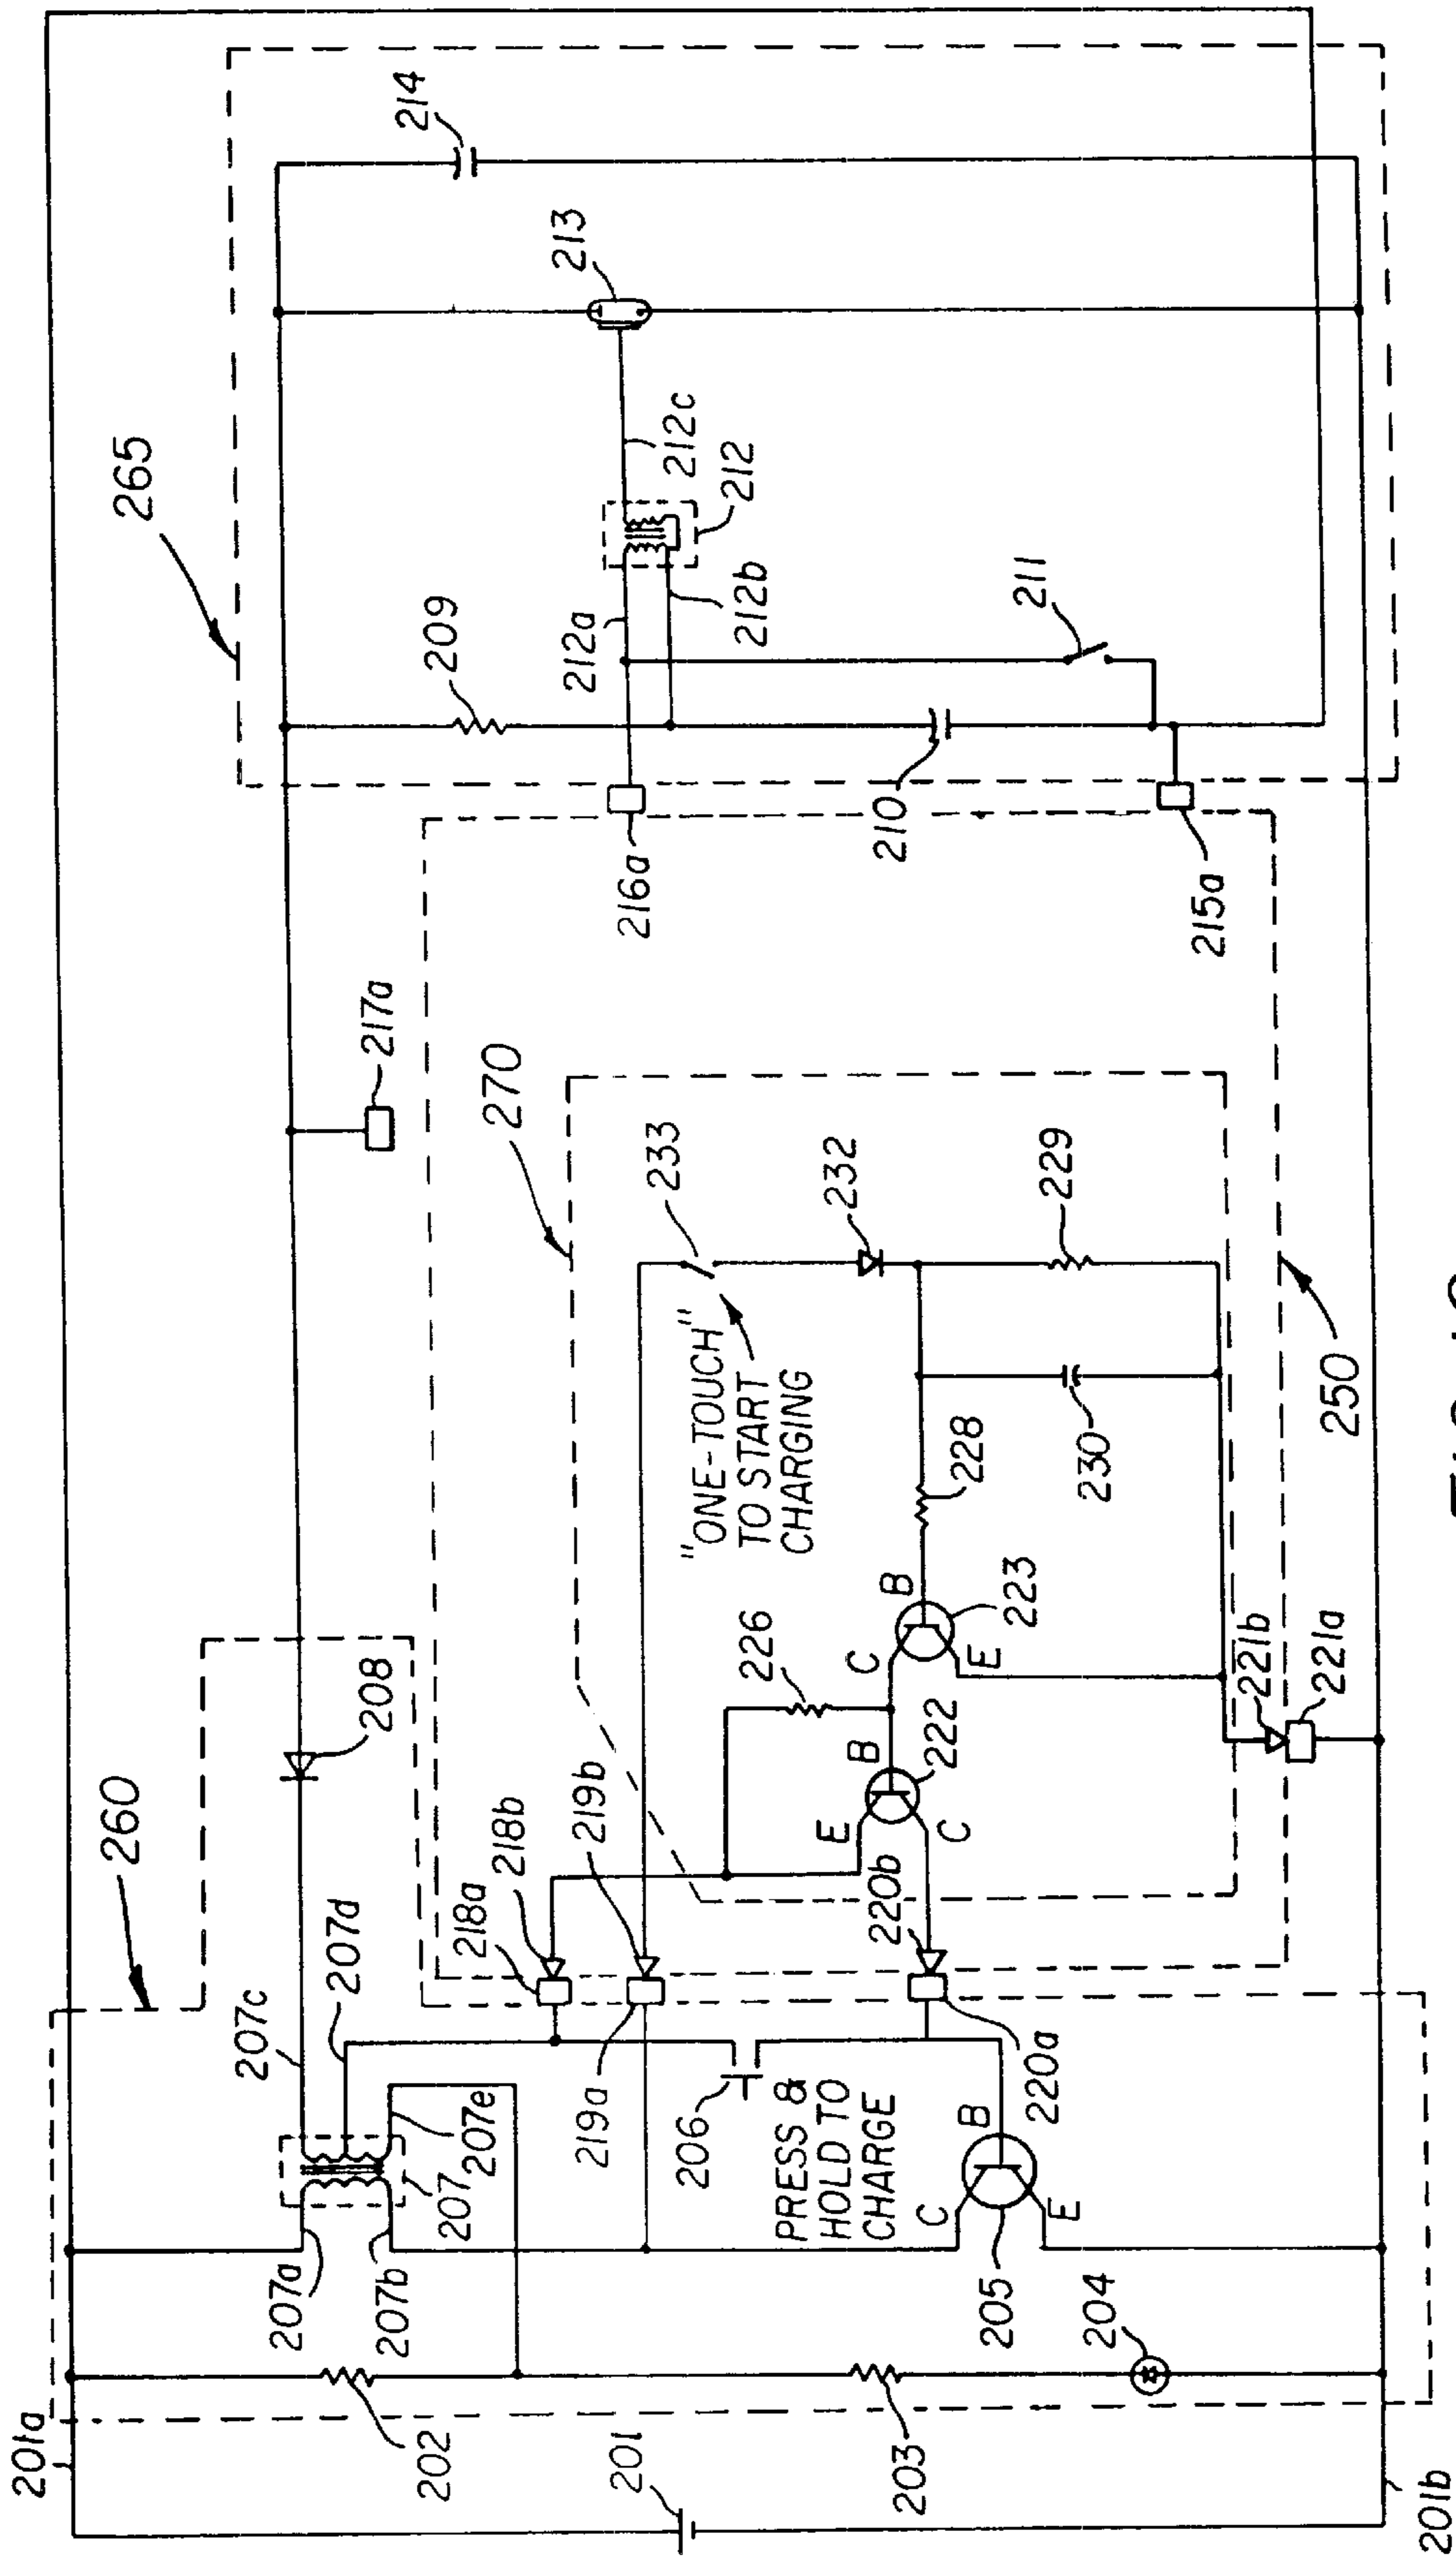 265
214
213
212c
212
212b
212a
211
209
210
216a
215a
217a
270
233
232
229
"ONE-TOUCH"
TO START
CHARGING
228
230
250
226
B
C
E
223
B
E
C
222
221b
221a
208
260
218b
218a
219b
219a
220b
220a
207c
207d
207e
207
207a
207b
206
PRESS &
HOLD TO
CHARGE
B
C
E
205
204
203
202
201
201a
201b